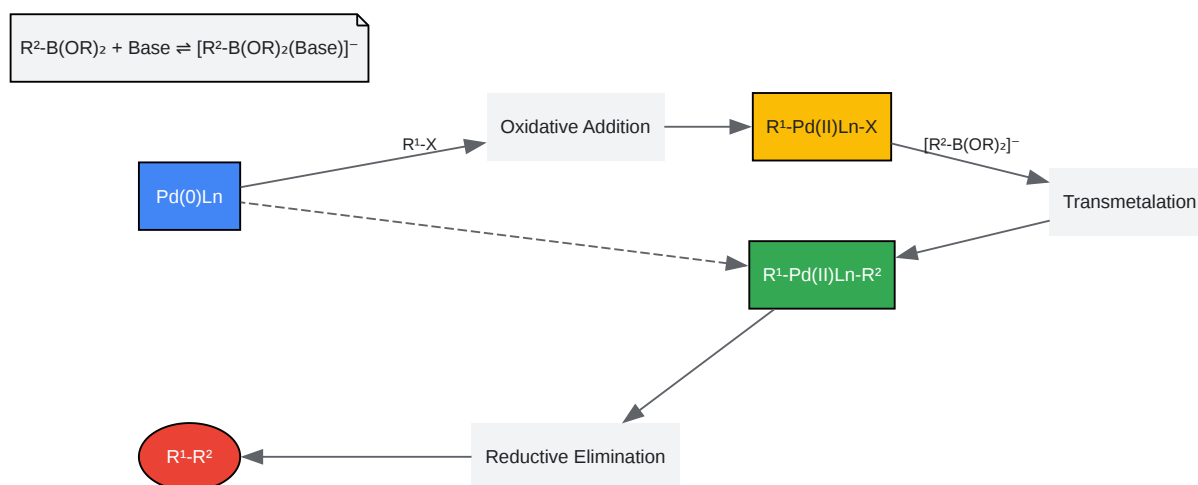 R²-B(OR)₂ + Base ⇌ [R²-B(OR)₂(Base)]⁻
Oxidative Addition
R¹-Pd(II)Ln-X
R¹-X
[R²-B(OR)₂]⁻
Pd(0)Ln
Transmetalation
R¹-Pd(II)Ln-R²
R¹-R²
Reductive Elimination